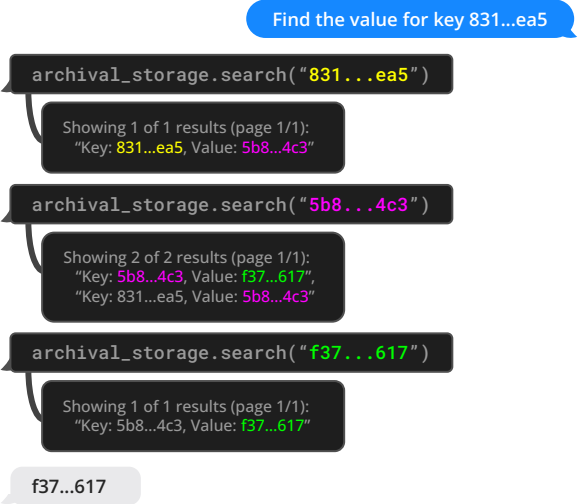 Find the value for key 831...ea5
archival_storage.search(“831...ea5”)
Showing 1 of 1 results (page 1/1):
“Key: 831...ea5, Value: 5b8...4c3”
archival_storage.search(“5b8...4c3”)
Showing 2 of 2 results (page 1/1):
“Key: 5b8...4c3, Value: f37...617”,
“Key: 831...ea5, Value: 5b8...4c3”
archival_storage.search(“f37...617”)
Showing 1 of 1 results (page 1/1):
“Key: 5b8...4c3, Value: f37...617”
f37...617